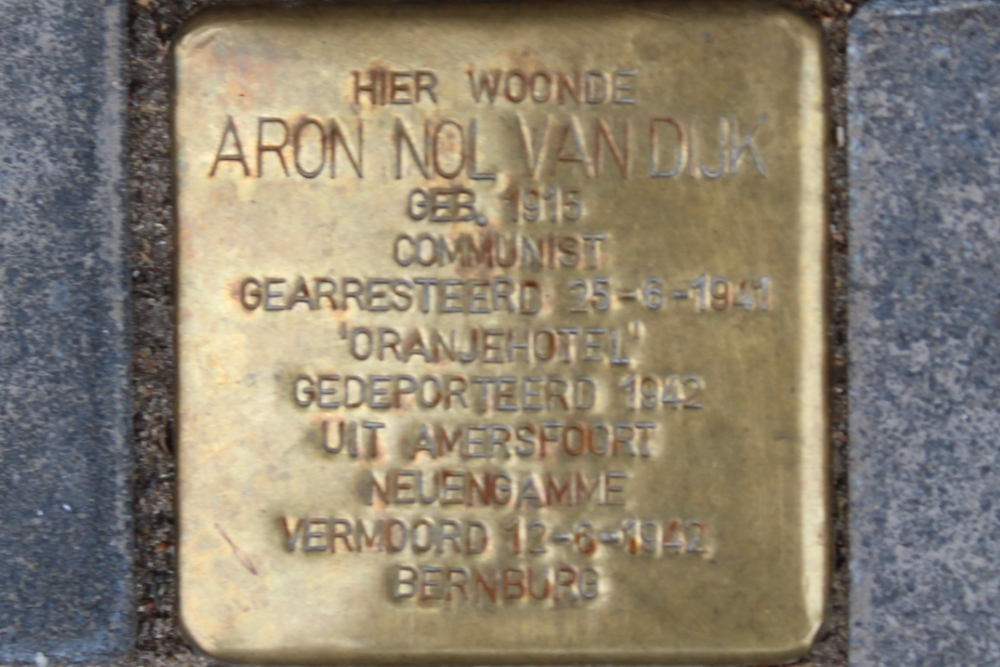 HIER WOONDE
ARON NOL VAN DIJK
GEB. 1915
COMMUNIST
GEARRESTEERD 25-6-1941
'ORANJEHOTEL'
GEDEPORTEERD 1942
UIT AMERSFOORT
NEUENGAMME
VERMOORD 12-6-1942
BERNBURG